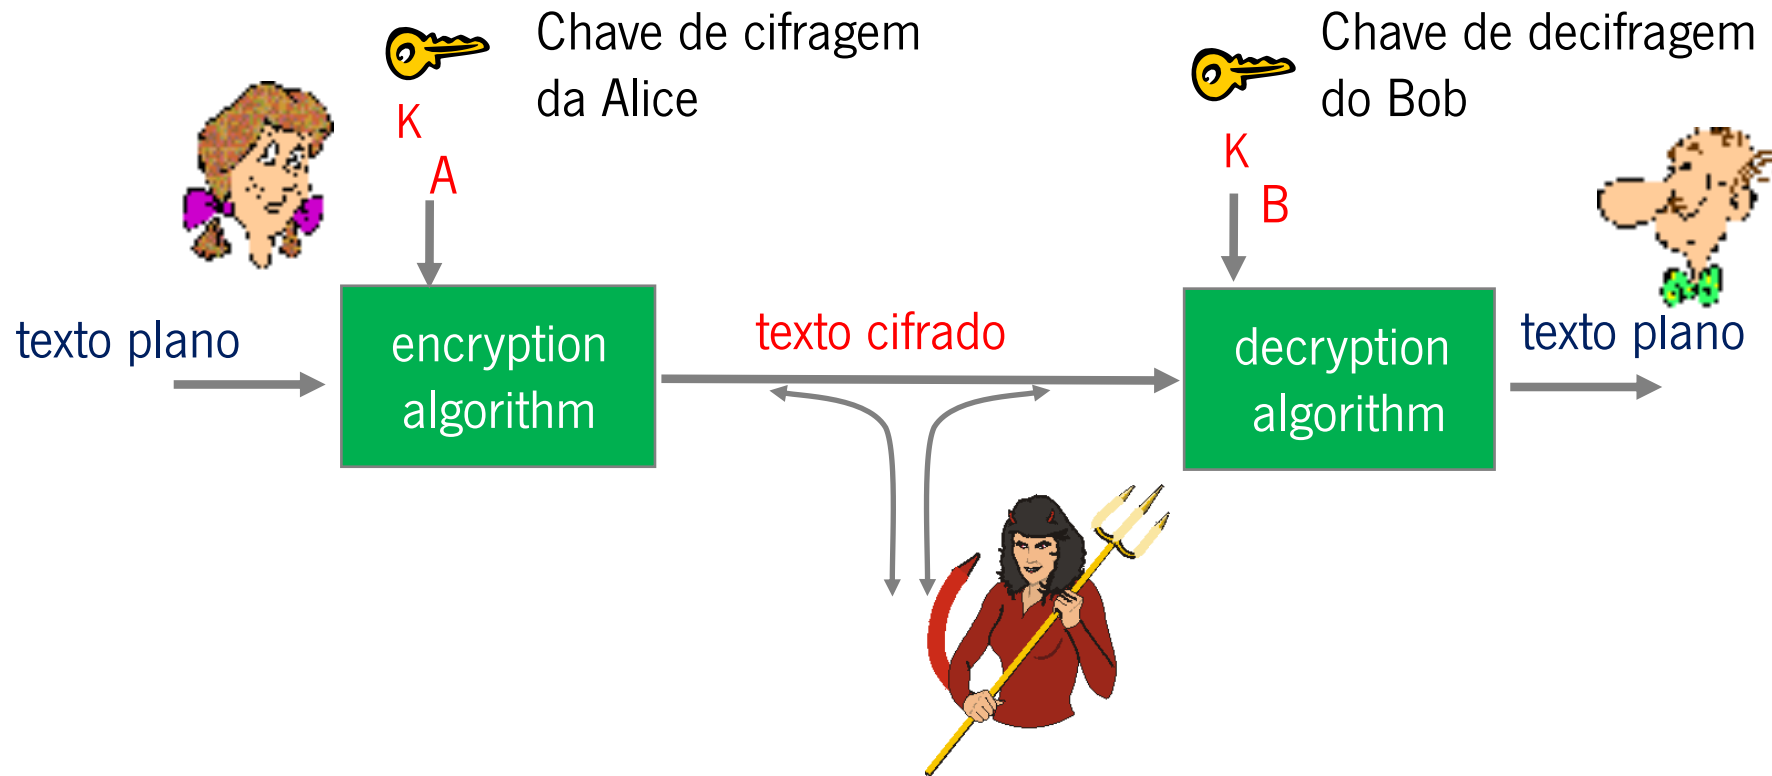 Chave de cifragem
da Alice
K
A
Chave de decifragem
do Bob
K
B
texto plano
encryption
algorithm
texto cifrado
decryption
algorithm
texto plano